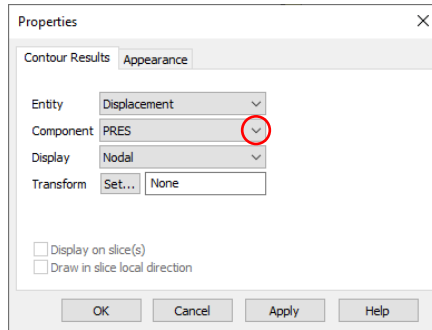 Properties
Contour Results Appearance
Entity Displacement
Component PRES
Display Nodal
Transform Set... None
Display on slice(s)
Draw in slice local direction
OK Cancel Apply Help